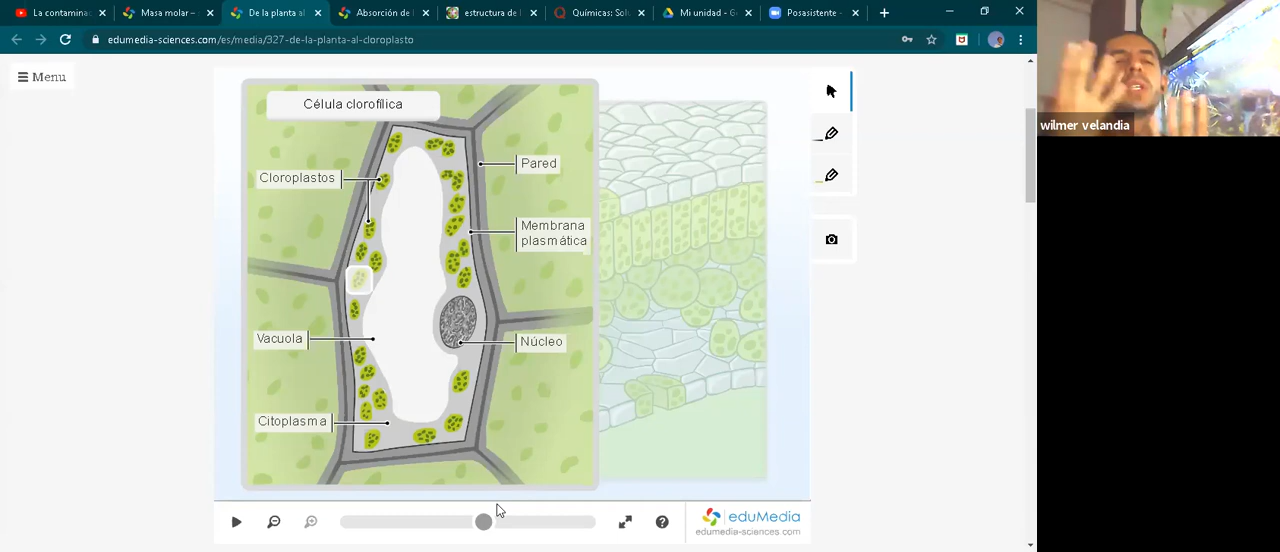 La contaminac
Masa molar –
De la planta al
Absorción de
estructura de
Químicas: Sol
Mi unidad - G
Posasistente -
edumedia-sciences.com/es/media/327-de-la-planta-al-cloroplasto
Menu
wilmer velandia
Célula clorofílica
Pared
Cloroplastos
Membrana
plasmática
Vacuola
Núcleo
Citoplasma
eduMedia
edumedia-sciences.com